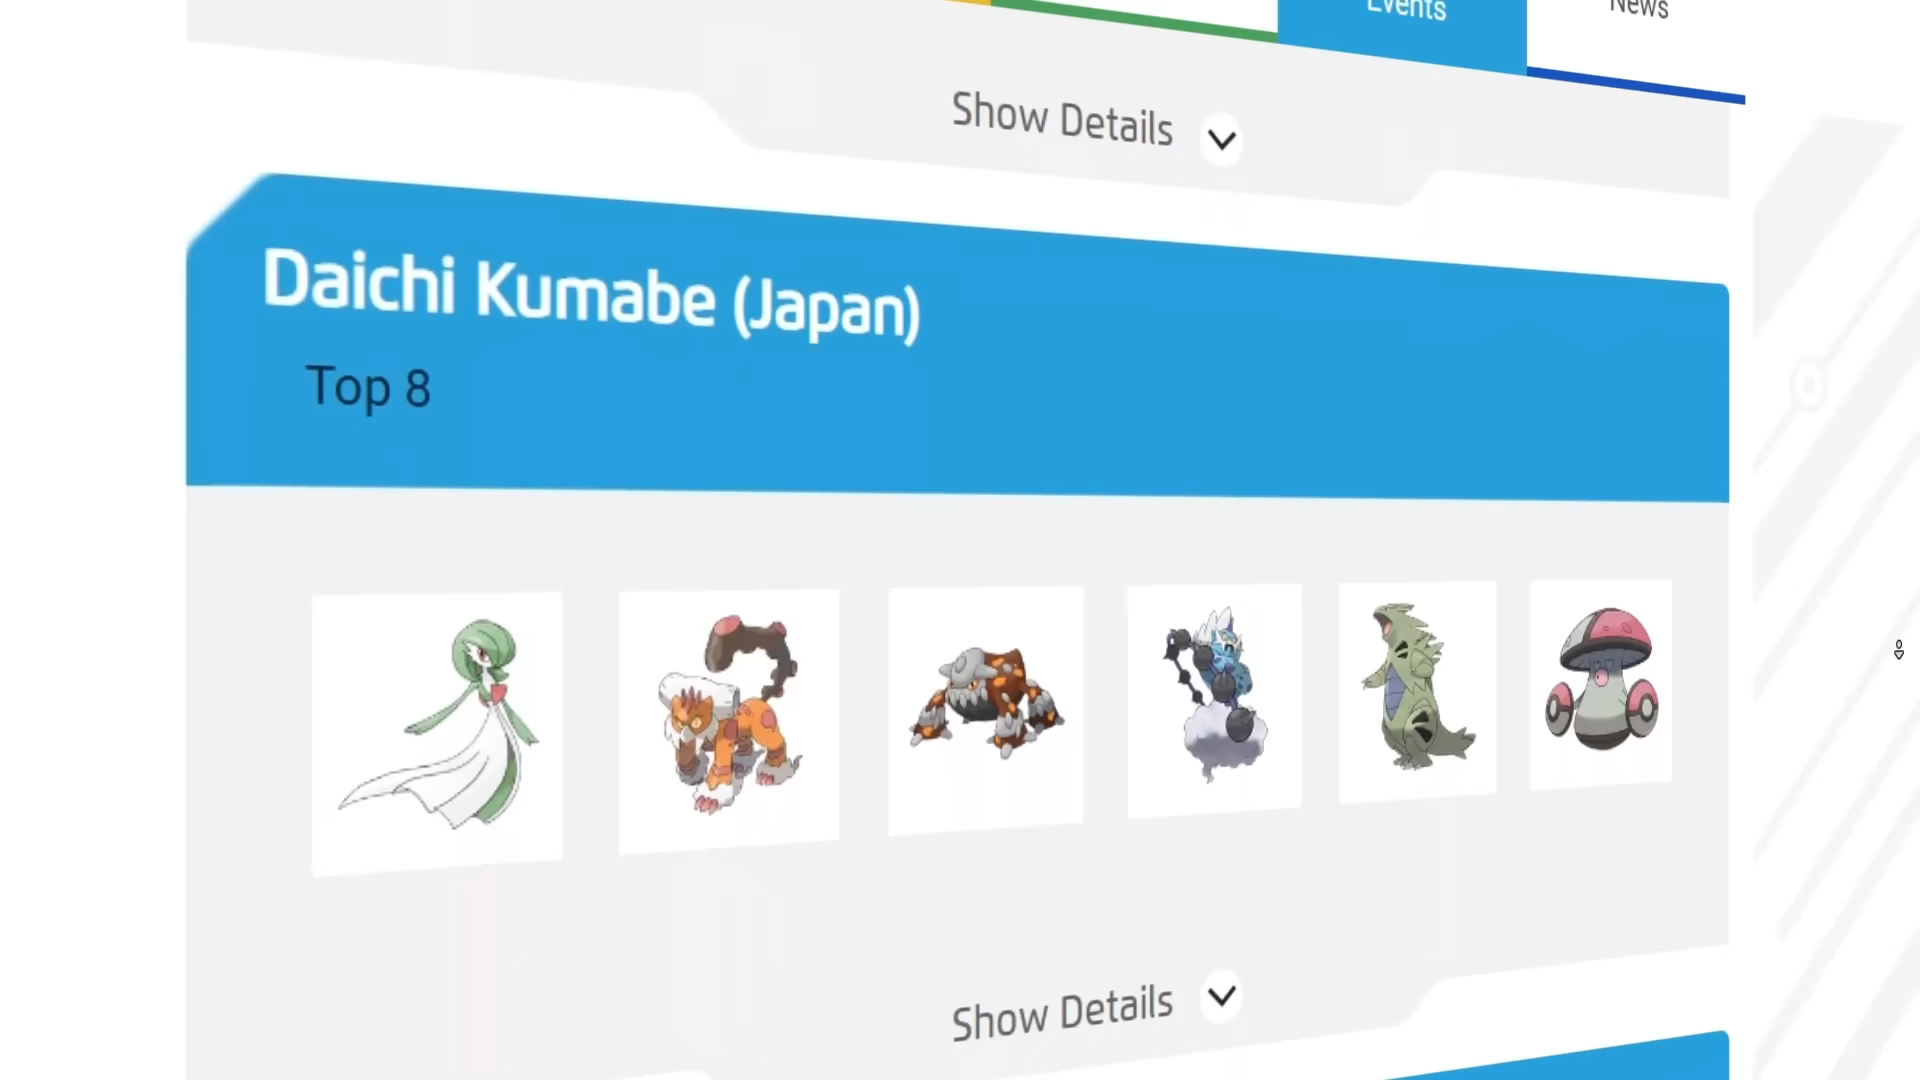 Events
News
Show Details
Daichi Kumabe (Japan)
Top 8
Show Details